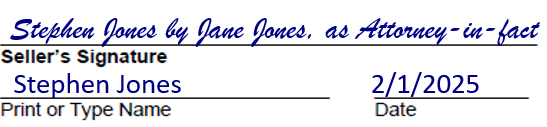 Stephen Jones by Jane Jones, as Attorney-in-fact
Seller's Signature
Stephen Jones 2/1/2025
Print or Type Name Date